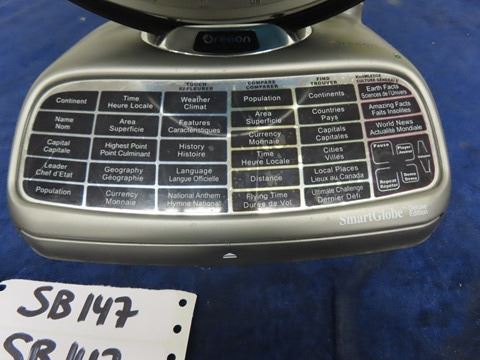 Oregon
TOUCH
EFFLEURER
COMPARE
COMPARER
FIND
TROUVER
KNOWLEDGE
CULTURE GÉNÉRALE
Continent
Time
Heure Locale
Weather
Climat
Population
Continents
Earth Facts
Sciences de l'Univers
Name
Nom
Area
Superficie
Features
Caractéristiques
Area
Superficie
Countries
Pays
Amazing Facts
Faits Insolites
Capital
Capitale
Highest Point
Point Culminant
History
Histoire
Currency
Monnaie
Capitals
Capitales
World News
Actualité Mondiale
Leader
Chef d'Etat
Geography
Géographie
Language
Langue Officielle
Time
Heure Locale
Cities
Villes
Pause
Player
Population
Currency
Monnaie
National Anthem
Hymne National
Distance
Local Places
Lieux au Canada
Repeat
Répéter
Demo
Démo
Flying Time
Durée de Vol
Ultimate Challenge
Dernier Défi
SmartGlobe
Deluxe
Edition
SB147
SB147